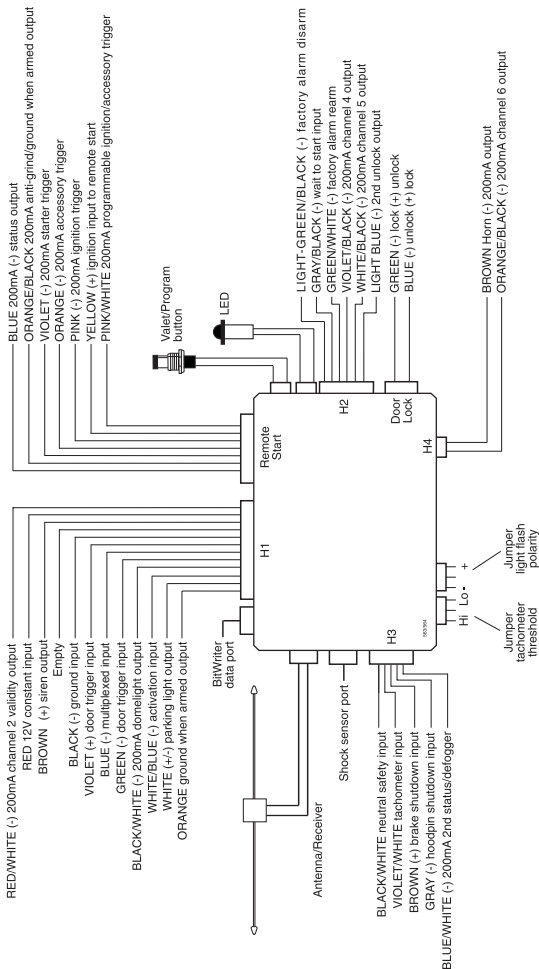 RED/WHITE (-) 200mA channel 2 validity output
RED 12V constant input
BROWN (+) siren output
Empty
BLACK (-) ground input
VIOLET (+) door trigger input
BLUE (-) multiplexed input
GREEN (-) door trigger input
BLACK/WHITE (-) 200mA domelight output
WHITE/BLUE (-) activation input
WHITE (+/-) parking light output
ORANGE ground when armed output
BLUE 200mA (-) status output
ORANGE/BLACK 200mA anti-grind/ground when armed output
VIOLET (-) 200mA starter trigger
ORANGE (-) 200mA accessory trigger
PINK (-) 200mA ignition trigger
YELLOW (+) ignition input to remote start
PINK/WHITE 200mA programmable ignition/accessory trigger
Valet/Program
button
LED
LIGHT-GREEN/BLACK (-) factory alarm disarm
GRAY/BLACK (-) wait to start input
GREEN/WHITE (-) factory alarm rearm
VIOLET/BLACK (-) 200mA channel 4 output
WHITE/BLACK (-) 200mA channel 5 output
LIGHT BLUE (-) 2nd unlock output
GREEN (-) lock (+) unlock
BLUE (-) unlock (+) lock
BROWN Horn (-) 200mA output
ORANGE/BLACK (-) 200mA channel 6 output
BitWriter
data port
H1
Remote
Start
H2
Door
Lock
H4
H3
Antenna/Receiver
Shock sensor port
BLACK/WHITE neutral safety input
VIOLET/WHITE tachometer input
BROWN (+) brake shutdown input
GRAY (-) hoodpin shutdown input
BLUE/WHITE (-) 200mA 2nd status/defogger
Hi Lo
- +
Jumper
tachometer
threshold
Jumper
light flash
polarity